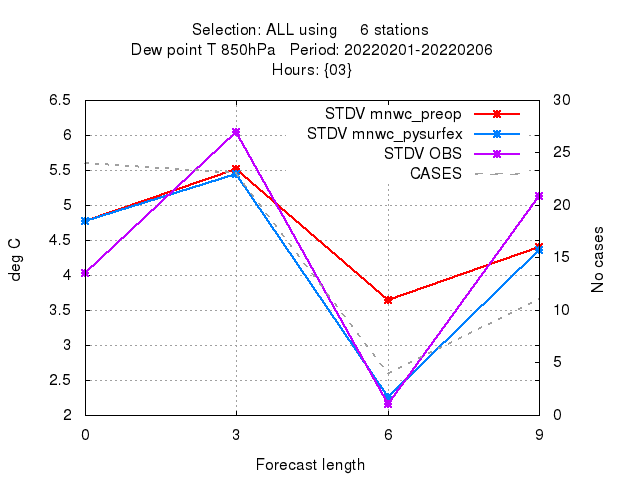 Selection: ALL using     6 stations
Dew point T 850hPa   Period: 20220201-20220206
Hours: {03}
STDV mnwc_preop
STDV mnwc_pysurfex
STDV OBS
CASES
6.5
6
5.5
5
4.5
4
3.5
3
2.5
2
deg C
30
25
20
15
10
5
0
No cases
0 3 6 9
Forecast length